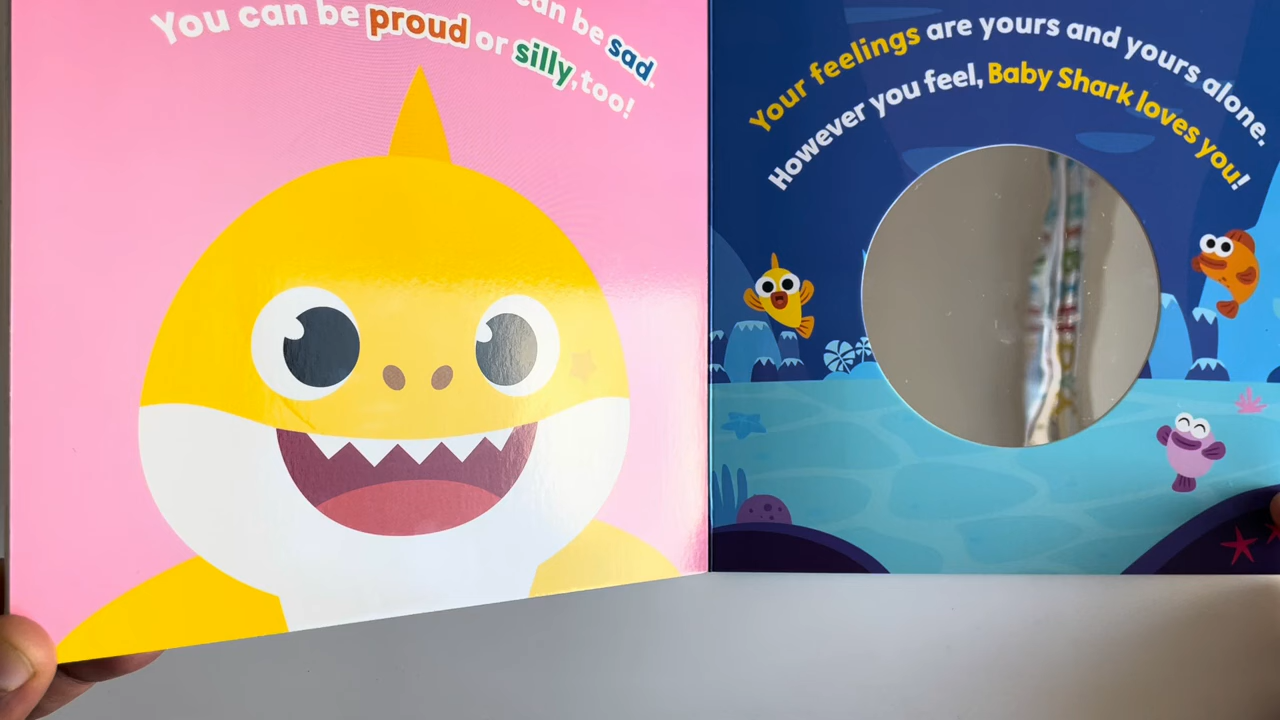 can be sad.
You can be proud or silly, too!
Your feelings are yours and yours alone.
However you feel, Baby Shark loves you!